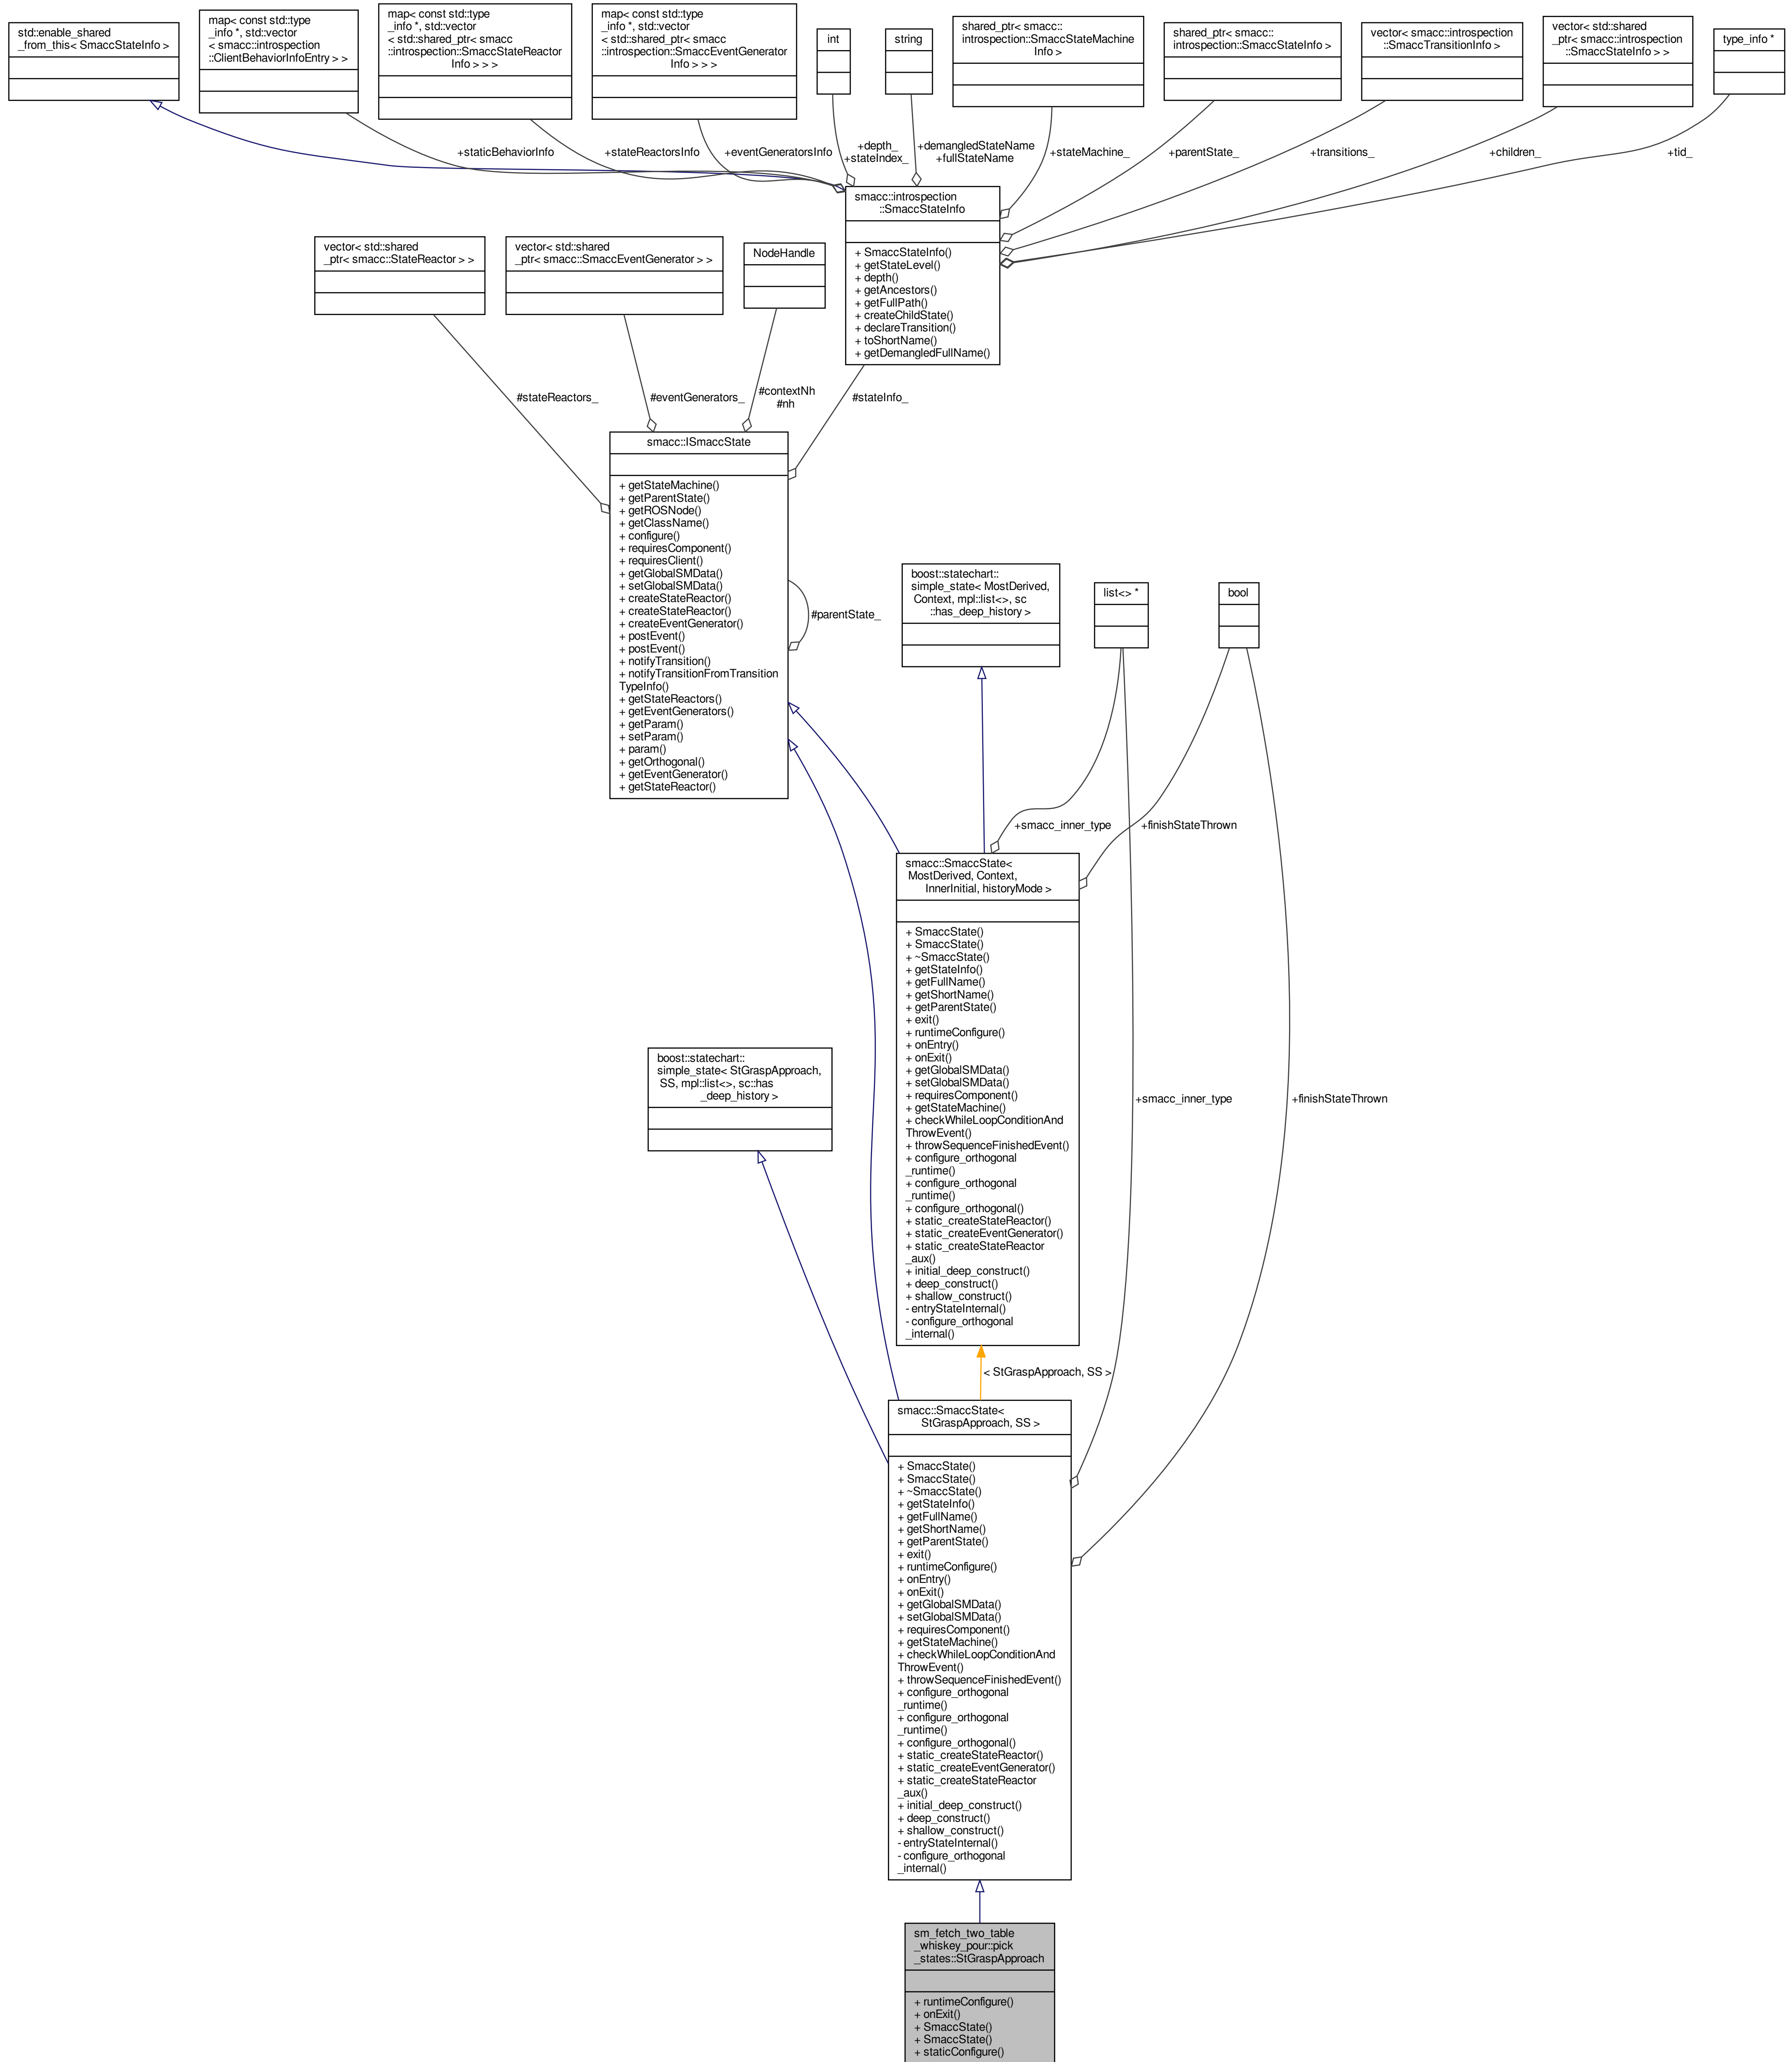 std::enable_shared
_from_this< SmaccStateInfo >
map< const std::type
_info *, std::vector
< smacc::introspection
::ClientBehaviorInfoEntry > >
map< const std::type
_info *, std::vector
< std::shared_ptr< smacc
::introspection::SmaccStateReactor
Info > > >
map< const std::type
_info *, std::vector
< std::shared_ptr< smacc
::introspection::SmaccEventGenerator
Info > > >
int
string
shared_ptr< smacc::
introspection::SmaccStateMachine
Info >
shared_ptr< smacc::
introspection::SmaccStateInfo >
vector< smacc::introspection
::SmaccTransitionInfo >
vector< std::shared
_ptr< smacc::introspection
::SmaccStateInfo > >
type_info *
+staticBehaviorInfo
+stateReactorsInfo
+eventGeneratorsInfo
+depth_
+stateIndex_
+demangledStateName
+fullStateName
+stateMachine_
+parentState_
+transitions_
+children_
+tid_
smacc::introspection
::SmaccStateInfo
+ SmaccStateInfo()
+ getStateLevel()
+ depth()
+ getAncestors()
+ getFullPath()
+ createChildState()
+ declareTransition()
+ toShortName()
+ getDemangledFullName()
vector< std::shared
_ptr< smacc::StateReactor > >
vector< std::shared
_ptr< smacc::SmaccEventGenerator > >
NodeHandle
#stateReactors_
#eventGenerators_
#contextNh
#nh
#stateInfo_
smacc::ISmaccState
+ getStateMachine()
+ getParentState()
+ getROSNode()
+ getClassName()
+ configure()
+ requiresComponent()
+ requiresClient()
+ getGlobalSMData()
+ setGlobalSMData()
+ createStateReactor()
+ createStateReactor()
+ createEventGenerator()
+ postEvent()
+ postEvent()
+ notifyTransition()
+ notifyTransitionFromTransition
TypeInfo()
+ getStateReactors()
+ getEventGenerators()
+ getParam()
+ setParam()
+ param()
+ getOrthogonal()
+ getEventGenerator()
+ getStateReactor()
#parentState_
boost::statechart::
simple_state< MostDerived,
Context, mpl::list<>, sc
::has_deep_history >
list<> *
bool
+smacc_inner_type
+finishStateThrown
smacc::SmaccState<
MostDerived, Context,
InnerInitial, historyMode >
+ SmaccState()
+ SmaccState()
+ ~SmaccState()
+ getStateInfo()
+ getFullName()
+ getShortName()
+ getParentState()
+ exit()
+ runtimeConfigure()
+ onEntry()
+ onExit()
+ getGlobalSMData()
+ setGlobalSMData()
+ requiresComponent()
+ getStateMachine()
+ checkWhileLoopConditionAnd
ThrowEvent()
+ throwSequenceFinishedEvent()
+ configure_orthogonal
_runtime()
+ configure_orthogonal
_runtime()
+ configure_orthogonal()
+ static_createStateReactor()
+ static_createEventGenerator()
+ static_createStateReactor
_aux()
+ initial_deep_construct()
+ deep_construct()
+ shallow_construct()
- entryStateInternal()
- configure_orthogonal
_internal()
boost::statechart::
simple_state< StGraspApproach,
SS, mpl::list<>, sc::has
_deep_history >
+smacc_inner_type
+finishStateThrown
< StGraspApproach, SS >
smacc::SmaccState<
StGraspApproach, SS >
+ SmaccState()
+ SmaccState()
+ ~SmaccState()
+ getStateInfo()
+ getFullName()
+ getShortName()
+ getParentState()
+ exit()
+ runtimeConfigure()
+ onEntry()
+ onExit()
+ getGlobalSMData()
+ setGlobalSMData()
+ requiresComponent()
+ getStateMachine()
+ checkWhileLoopConditionAnd
ThrowEvent()
+ throwSequenceFinishedEvent()
+ configure_orthogonal
_runtime()
+ configure_orthogonal
_runtime()
+ configure_orthogonal()
+ static_createStateReactor()
+ static_createEventGenerator()
+ static_createStateReactor
_aux()
+ initial_deep_construct()
+ deep_construct()
+ shallow_construct()
- entryStateInternal()
- configure_orthogonal
_internal()
sm_fetch_two_table
_whiskey_pour::pick
_states::StGraspApproach
+ runtimeConfigure()
+ onExit()
+ SmaccState()
+ SmaccState()
+ staticConfigure()